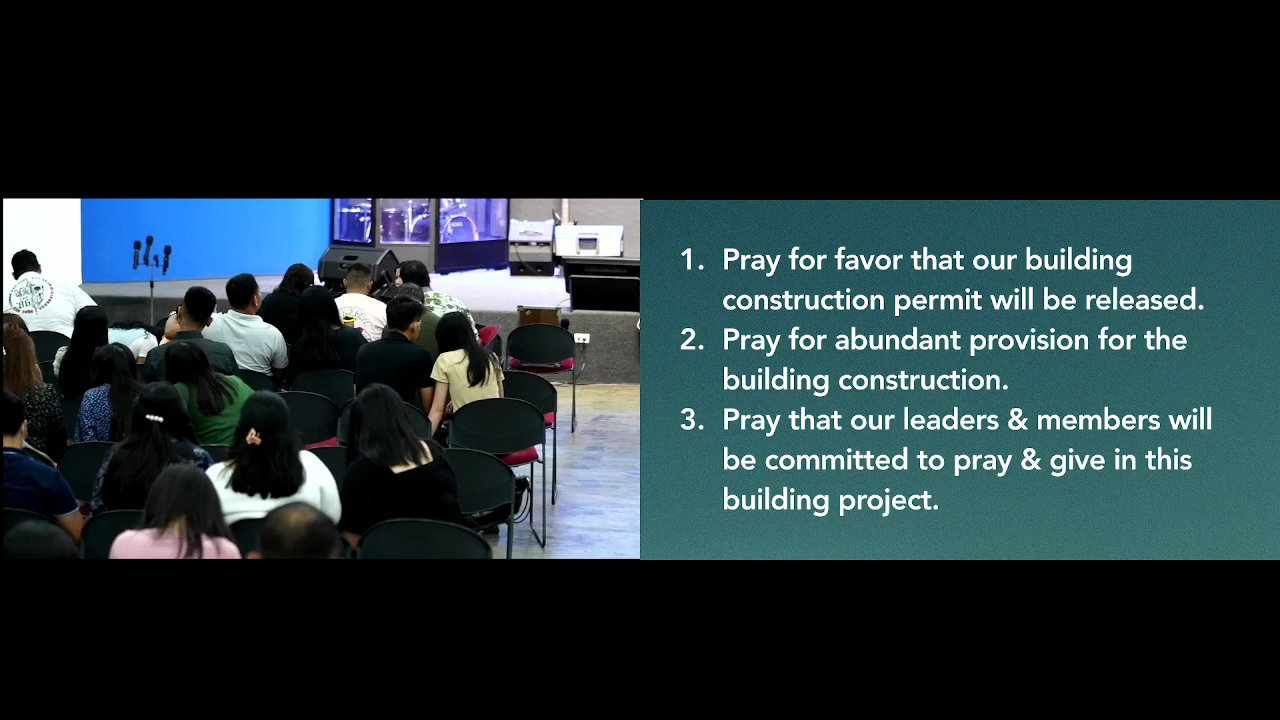 1. Pray for favor that our building
construction permit will be released.
2. Pray for abundant provision for the
building construction.
3. Pray that our leaders & members will
be committed to pray & give in this
building project.